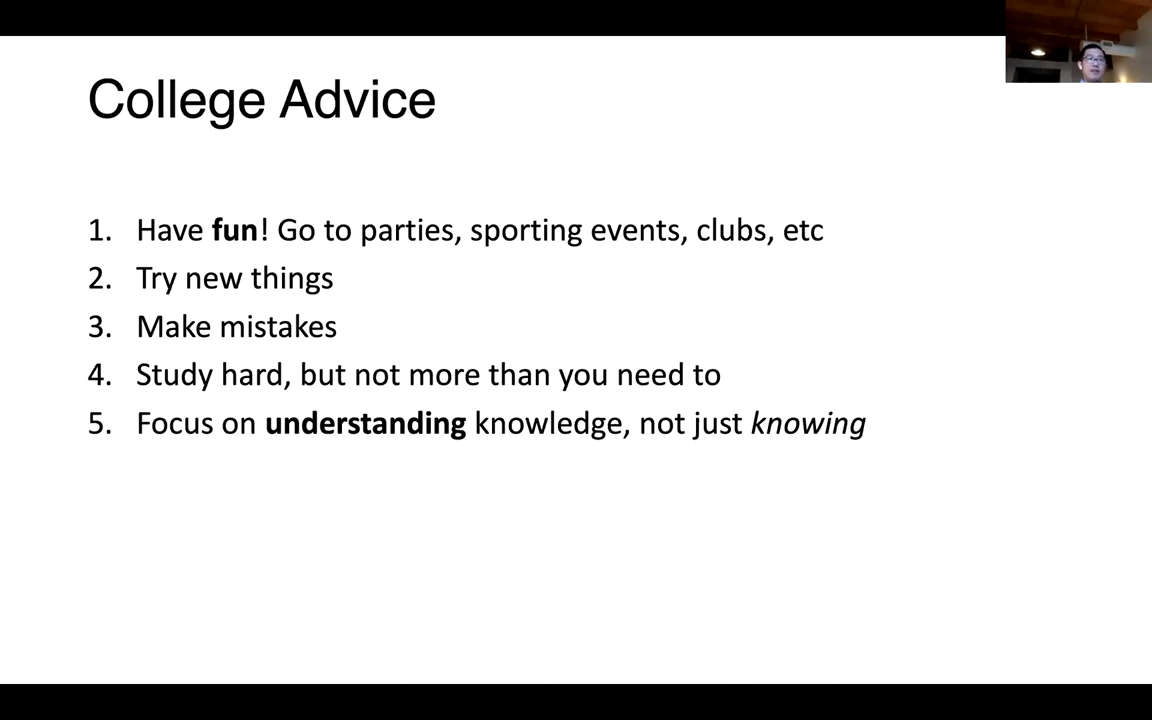 College Advice
1. Have fun! Go to parties, sporting events, clubs, etc
2. Try new things
3. Make mistakes
4. Study hard, but not more than you need to
5. Focus on understanding knowledge, not just knowing